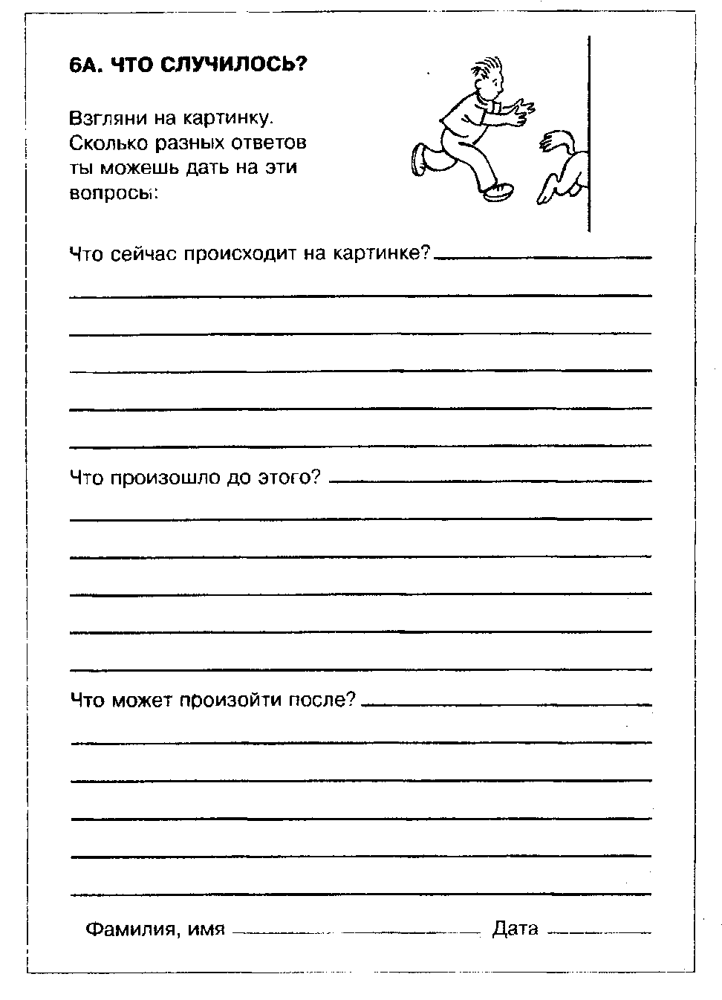 6А. ЧТО СЛУЧИЛОСЬ?
Взгляни на картинку.
Сколько разных ответов
ты можешь дать на эти
вопросы:
Что сейчас происходит на картинке?
Что произошло до этого?
Что может произойти после?
Фамилия, имя Дата